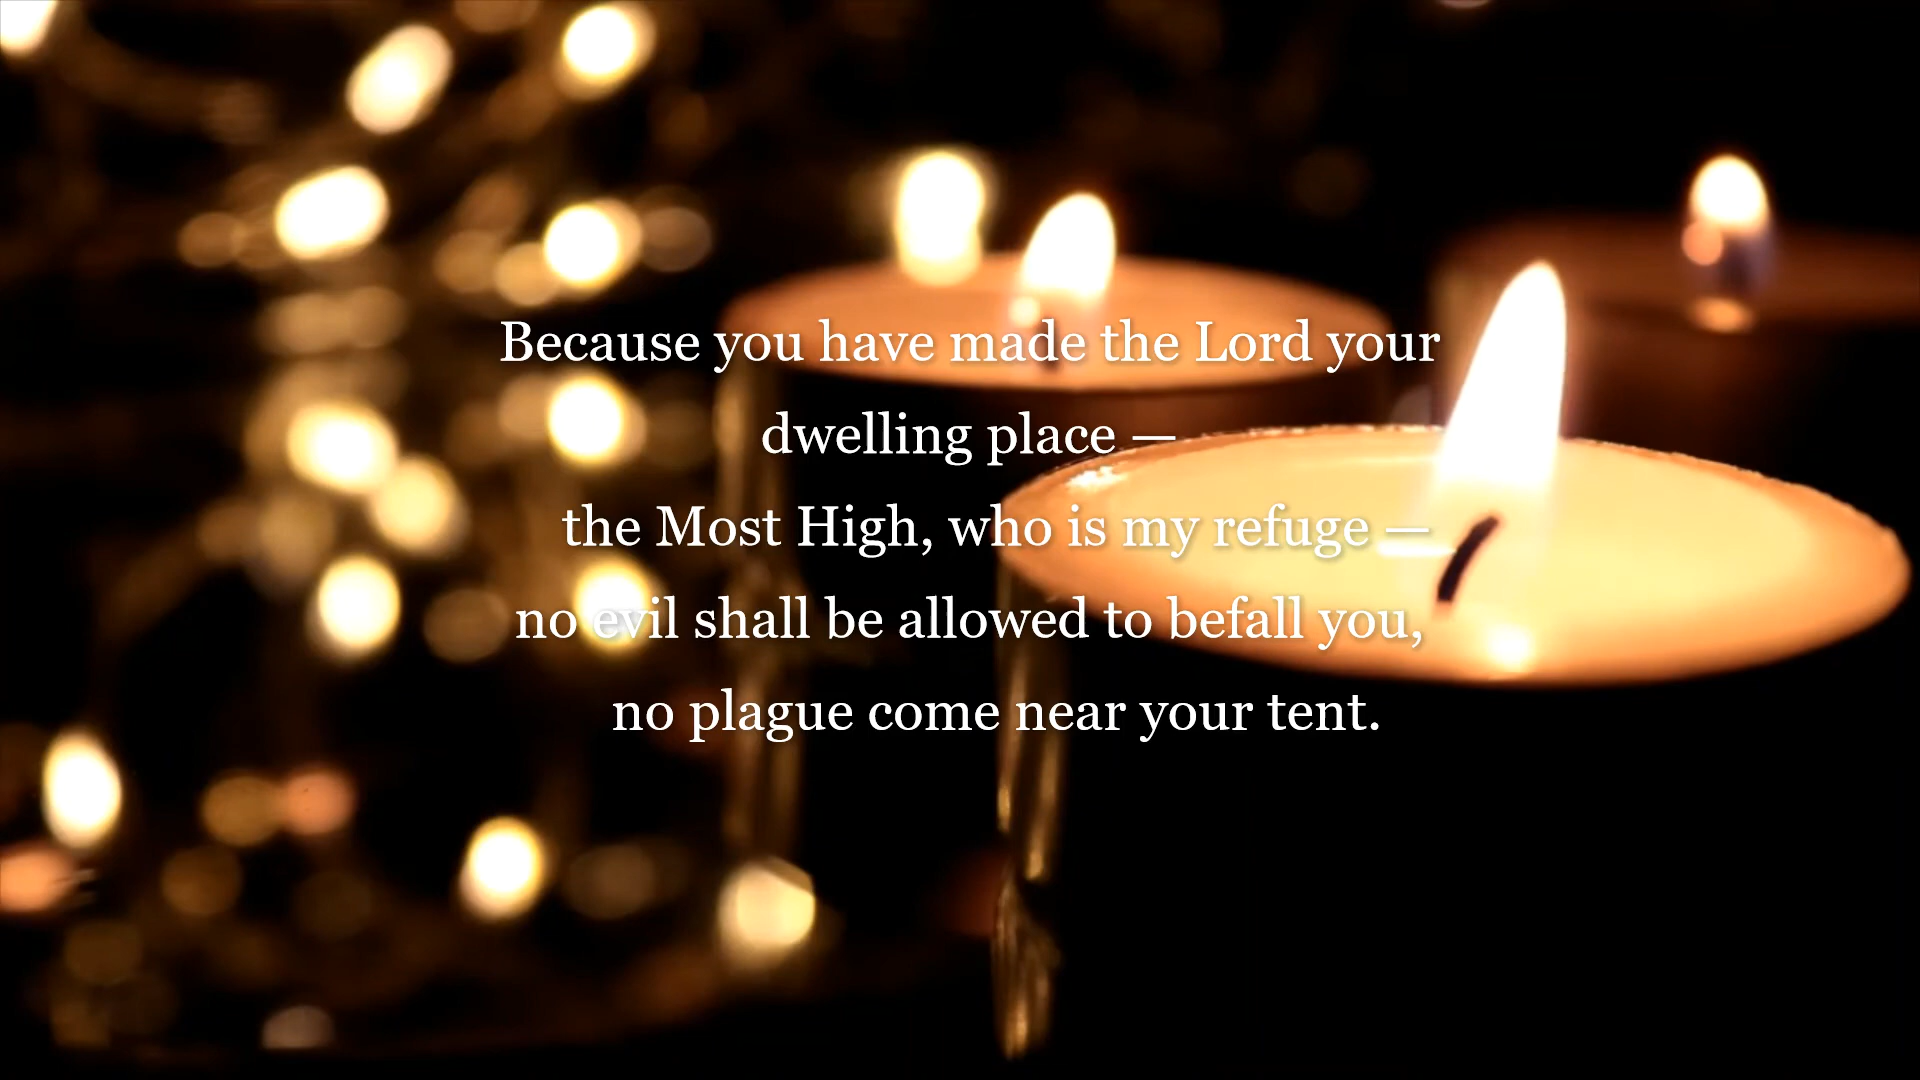 Because you have made the Lord your
dwelling place —
the Most High, who is my refuge —
no evil shall be allowed to befall you,
no plague come near your tent.